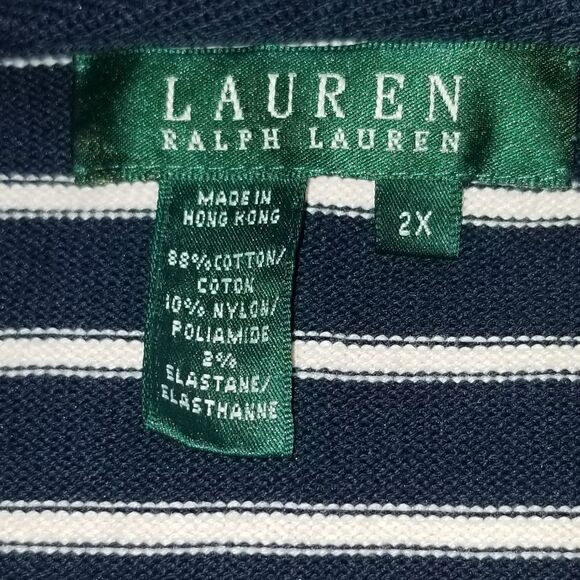 LAUREN
RALPH LAUREN
MADE IN
HONG KONG
2X
88% COTTON/
COTON
10% NYLON/
POLIAMIDE
2%
ELASTANE/
ELASTHANNE